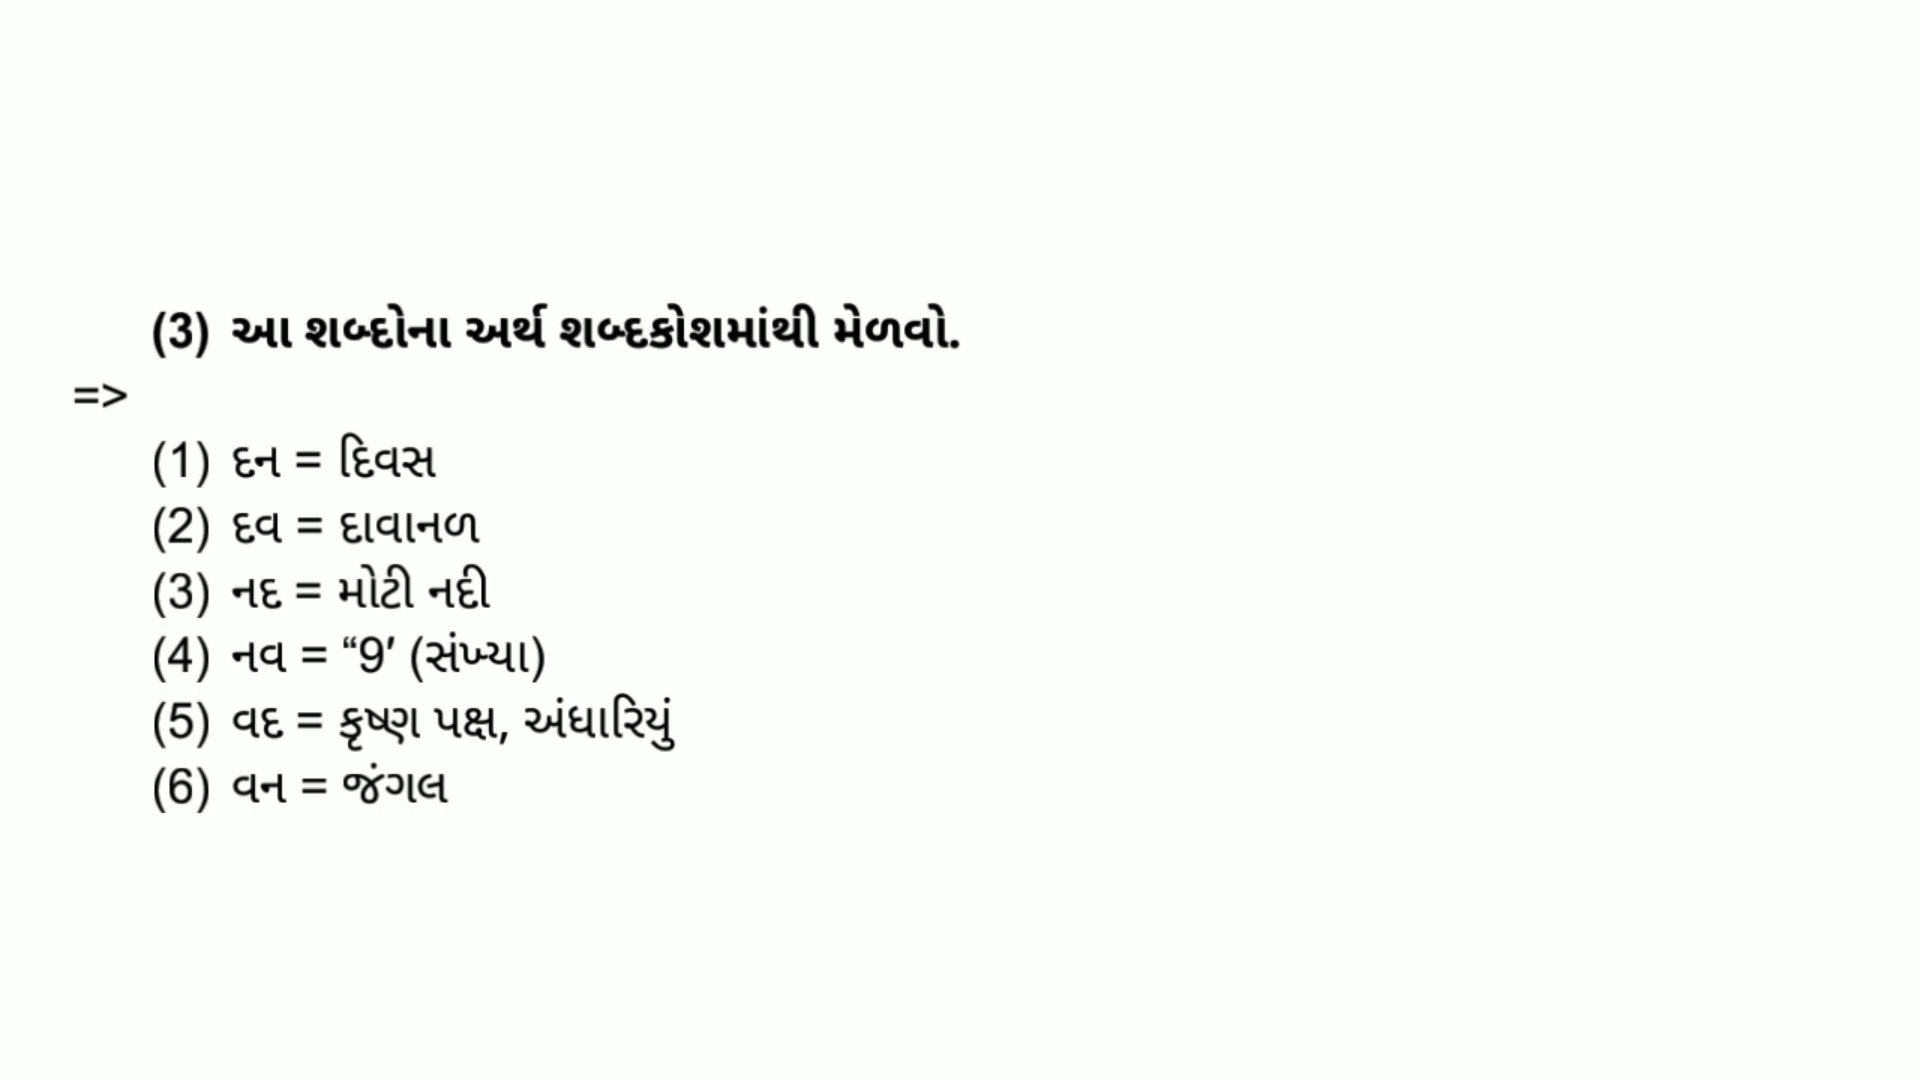 (3) આ શબ્દોના અર્થ શબ્દકોશમાંથી મેળવો.
=>
(1) દન = દિવસ
(2) દવ = દાવાનળ
(3) નદ = મોટી નદી
(4) નવ = “9’ (સંખ્યા)
(5) વદ = કૃષ્ણ પક્ષ, અંધારિયું
(6) વન = જંગલ